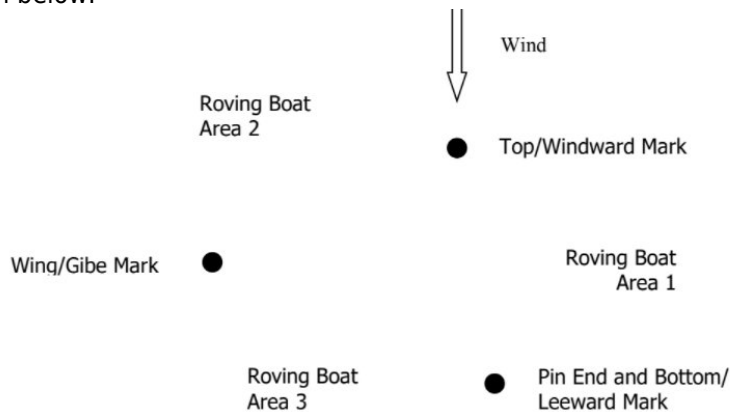 Wind
Roving Boat
Area 2
Top/Windward Mark
Wing/Gibe Mark
Roving Boat
Area 1
Roving Boat
Area 3
Pin End and Bottom/
Leeward Mark